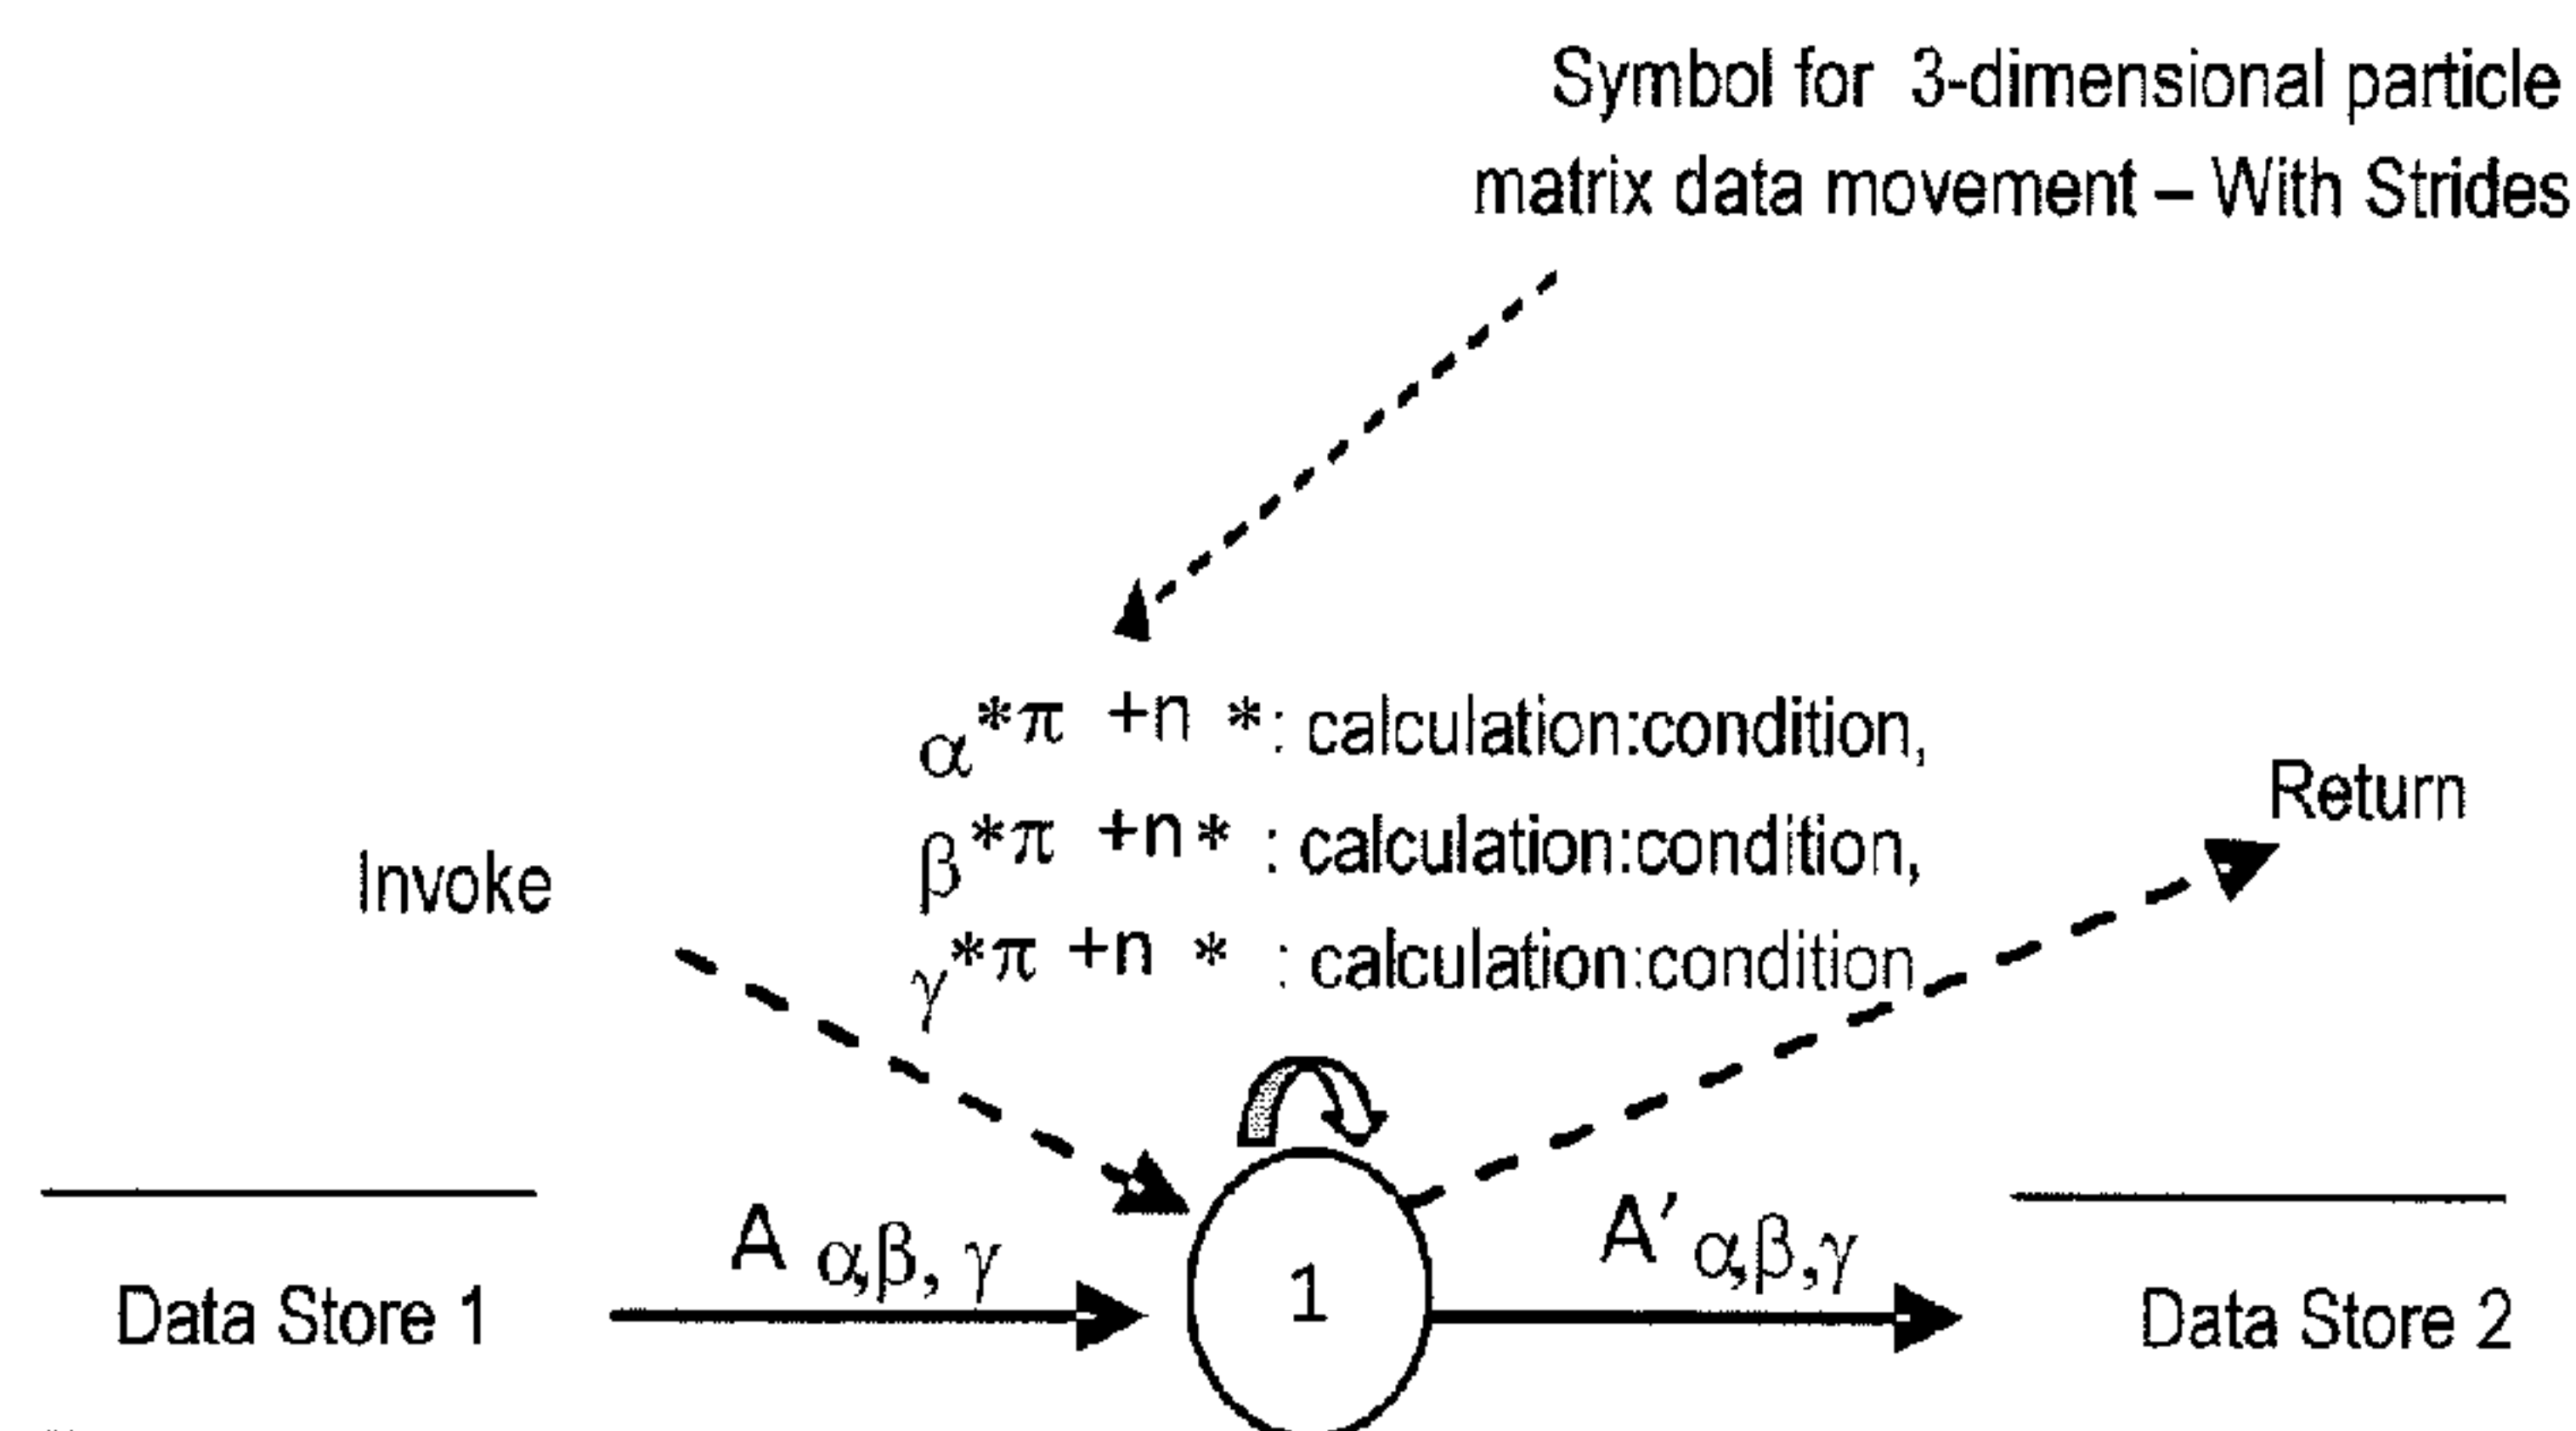 Symbol for 3-dimensional particle
matrix data movement – With Strides
α*π +n *: calculation:condition,
β*π +n* : calculation:condition,
γ*π +n * : calculation:condition
Invoke
Return
A α,β, γ
A′ α,β,γ
Data Store 1
1
Data Store 2